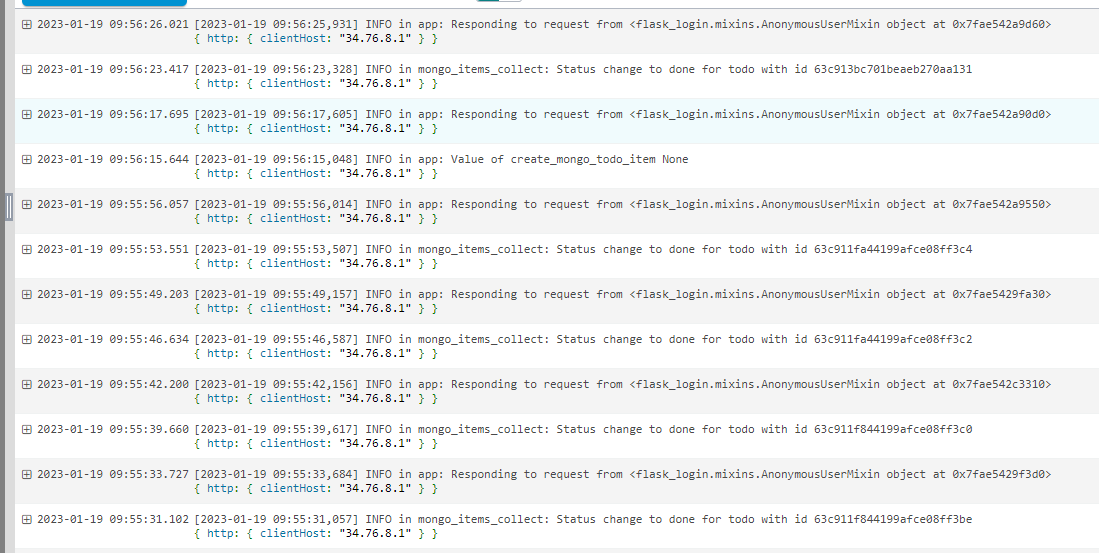 2023-01-19 09:56:26.021 [2023-01-19 09:56:25,931] INFO in app: Responding to request from <flask_login.mixins.AnonymousUserMixin object at 0x7fae542a9d60>
{ http: { clientHost: "34.76.8.1" } }
2023-01-19 09:56:23.417 [2023-01-19 09:56:23,328] INFO in mongo_items_collect: Status change to done for todo with id 63c913bc701beaeb270aa131
{ http: { clientHost: "34.76.8.1" } }
2023-01-19 09:56:17.695 [2023-01-19 09:56:17,605] INFO in app: Responding to request from <flask_login.mixins.AnonymousUserMixin object at 0x7fae542a90d0>
{ http: { clientHost: "34.76.8.1" } }
2023-01-19 09:56:15.644 [2023-01-19 09:56:15,048] INFO in app: Value of create_mongo_todo_item None
{ http: { clientHost: "34.76.8.1" } }
2023-01-19 09:55:56.057 [2023-01-19 09:55:56,014] INFO in app: Responding to request from <flask_login.mixins.AnonymousUserMixin object at 0x7fae542a9550>
{ http: { clientHost: "34.76.8.1" } }
2023-01-19 09:55:53.551 [2023-01-19 09:55:53,507] INFO in mongo_items_collect: Status change to done for todo with id 63c911fa44199afce08ff3c4
{ http: { clientHost: "34.76.8.1" } }
2023-01-19 09:55:49.203 [2023-01-19 09:55:49,157] INFO in app: Responding to request from <flask_login.mixins.AnonymousUserMixin object at 0x7fae5429fa30>
{ http: { clientHost: "34.76.8.1" } }
2023-01-19 09:55:46.634 [2023-01-19 09:55:46,587] INFO in mongo_items_collect: Status change to done for todo with id 63c911fa44199afce08ff3c2
{ http: { clientHost: "34.76.8.1" } }
2023-01-19 09:55:42.200 [2023-01-19 09:55:42,156] INFO in app: Responding to request from <flask_login.mixins.AnonymousUserMixin object at 0x7fae542c3310>
{ http: { clientHost: "34.76.8.1" } }
2023-01-19 09:55:39.660 [2023-01-19 09:55:39,617] INFO in mongo_items_collect: Status change to done for todo with id 63c911f844199afce08ff3c0
{ http: { clientHost: "34.76.8.1" } }
2023-01-19 09:55:33.727 [2023-01-19 09:55:33,684] INFO in app: Responding to request from <flask_login.mixins.AnonymousUserMixin object at 0x7fae5429f3d0>
{ http: { clientHost: "34.76.8.1" } }
2023-01-19 09:55:31.102 [2023-01-19 09:55:31,057] INFO in mongo_items_collect: Status change to done for todo with id 63c911f844199afce08ff3be
{ http: { clientHost: "34.76.8.1" } }